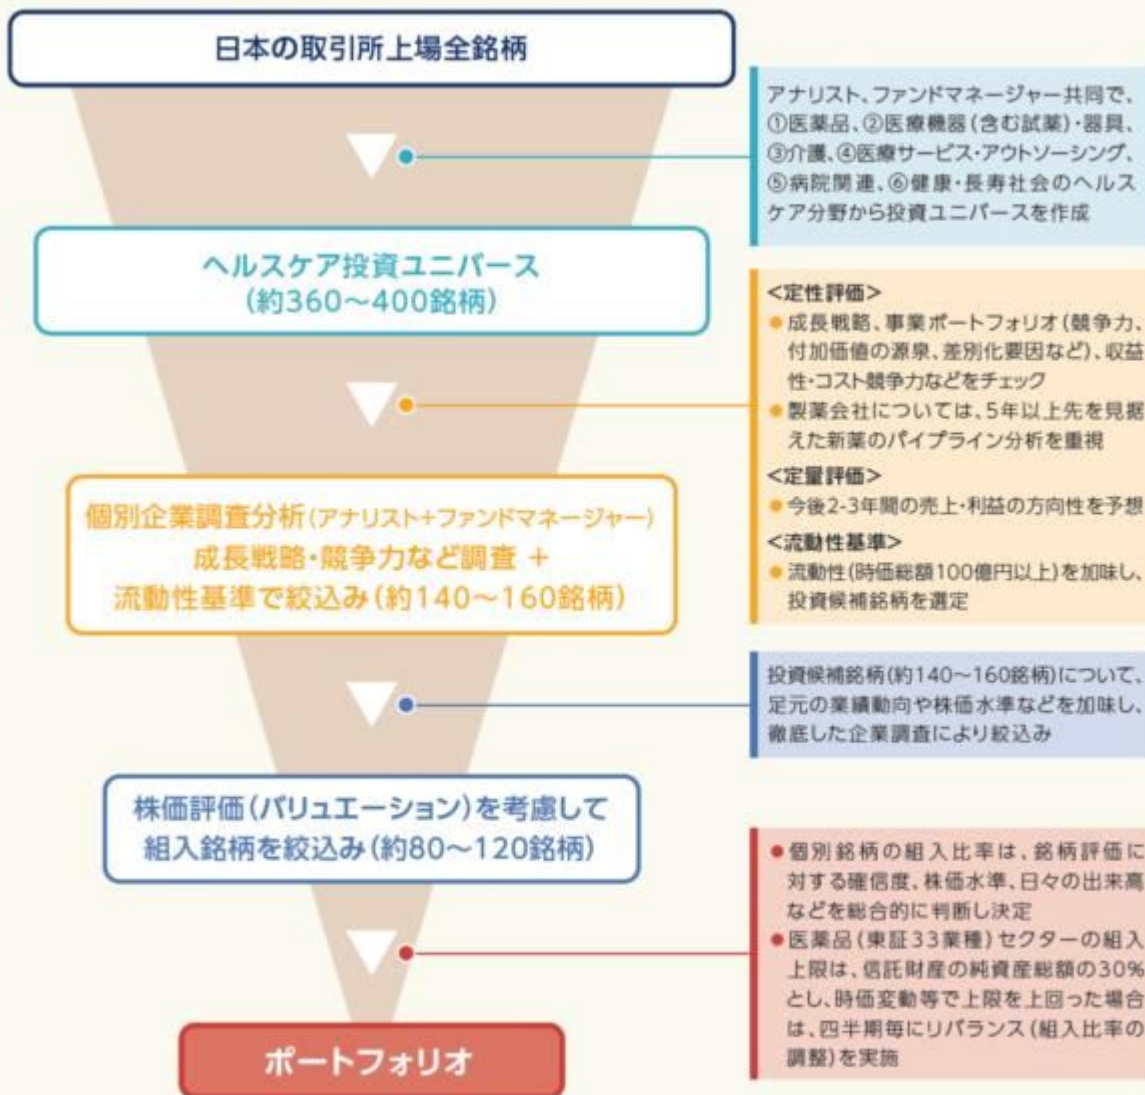 日本の取引所上場全銘柄
アナリスト、ファンドマネージャー共同で、
①医薬品、②医療機器(含む試薬)・器具、
③介護、④医療サービス・アウトソーシング、
⑤病院関連、⑥健康・長寿社会のヘルス
ケア分野から投資ユニバースを作成
ヘルスケア投資ユニバース
(約360～400銘柄)
<定性評価>
●成長戦略、事業ポートフォリオ(競争力、
付加価値の源泉、差別化要因など)、収益
性・コスト競争力などをチェック
●製薬会社については、5年以上先を見据
えた新薬のパイプライン分析を重視
<定量評価>
●今後2-3年間の売上・利益の方向性を予想
<流動性基準>
●流動性(時価総額100億円以上)を加味し、
投資候補銘柄を選定
個別企業調査分析(アナリスト+ファンドマネージャー)
成長戦略・競争力など調査 +
流動性基準で絞込み(約140～160銘柄)
投資候補銘柄(約140～160銘柄)について、
足元の業績動向や株価水準などを加味し、
徹底した企業調査により絞込み
株価評価(バリュエーション)を考慮して
組入銘柄を絞込み(約80～120銘柄)
●個別銘柄の組入比率は、銘柄評価に
対する確信度、株価水準、日々の出来高
などを総合的に判断し決定
●医薬品(東証33業種)セクターの組入
上限は、信託財産の純資産総額の30%
とし、時価変動等で上限を上回った場合
は、四半期毎にリバランス(組入比率の
調整)を実施
ポートフォリオ